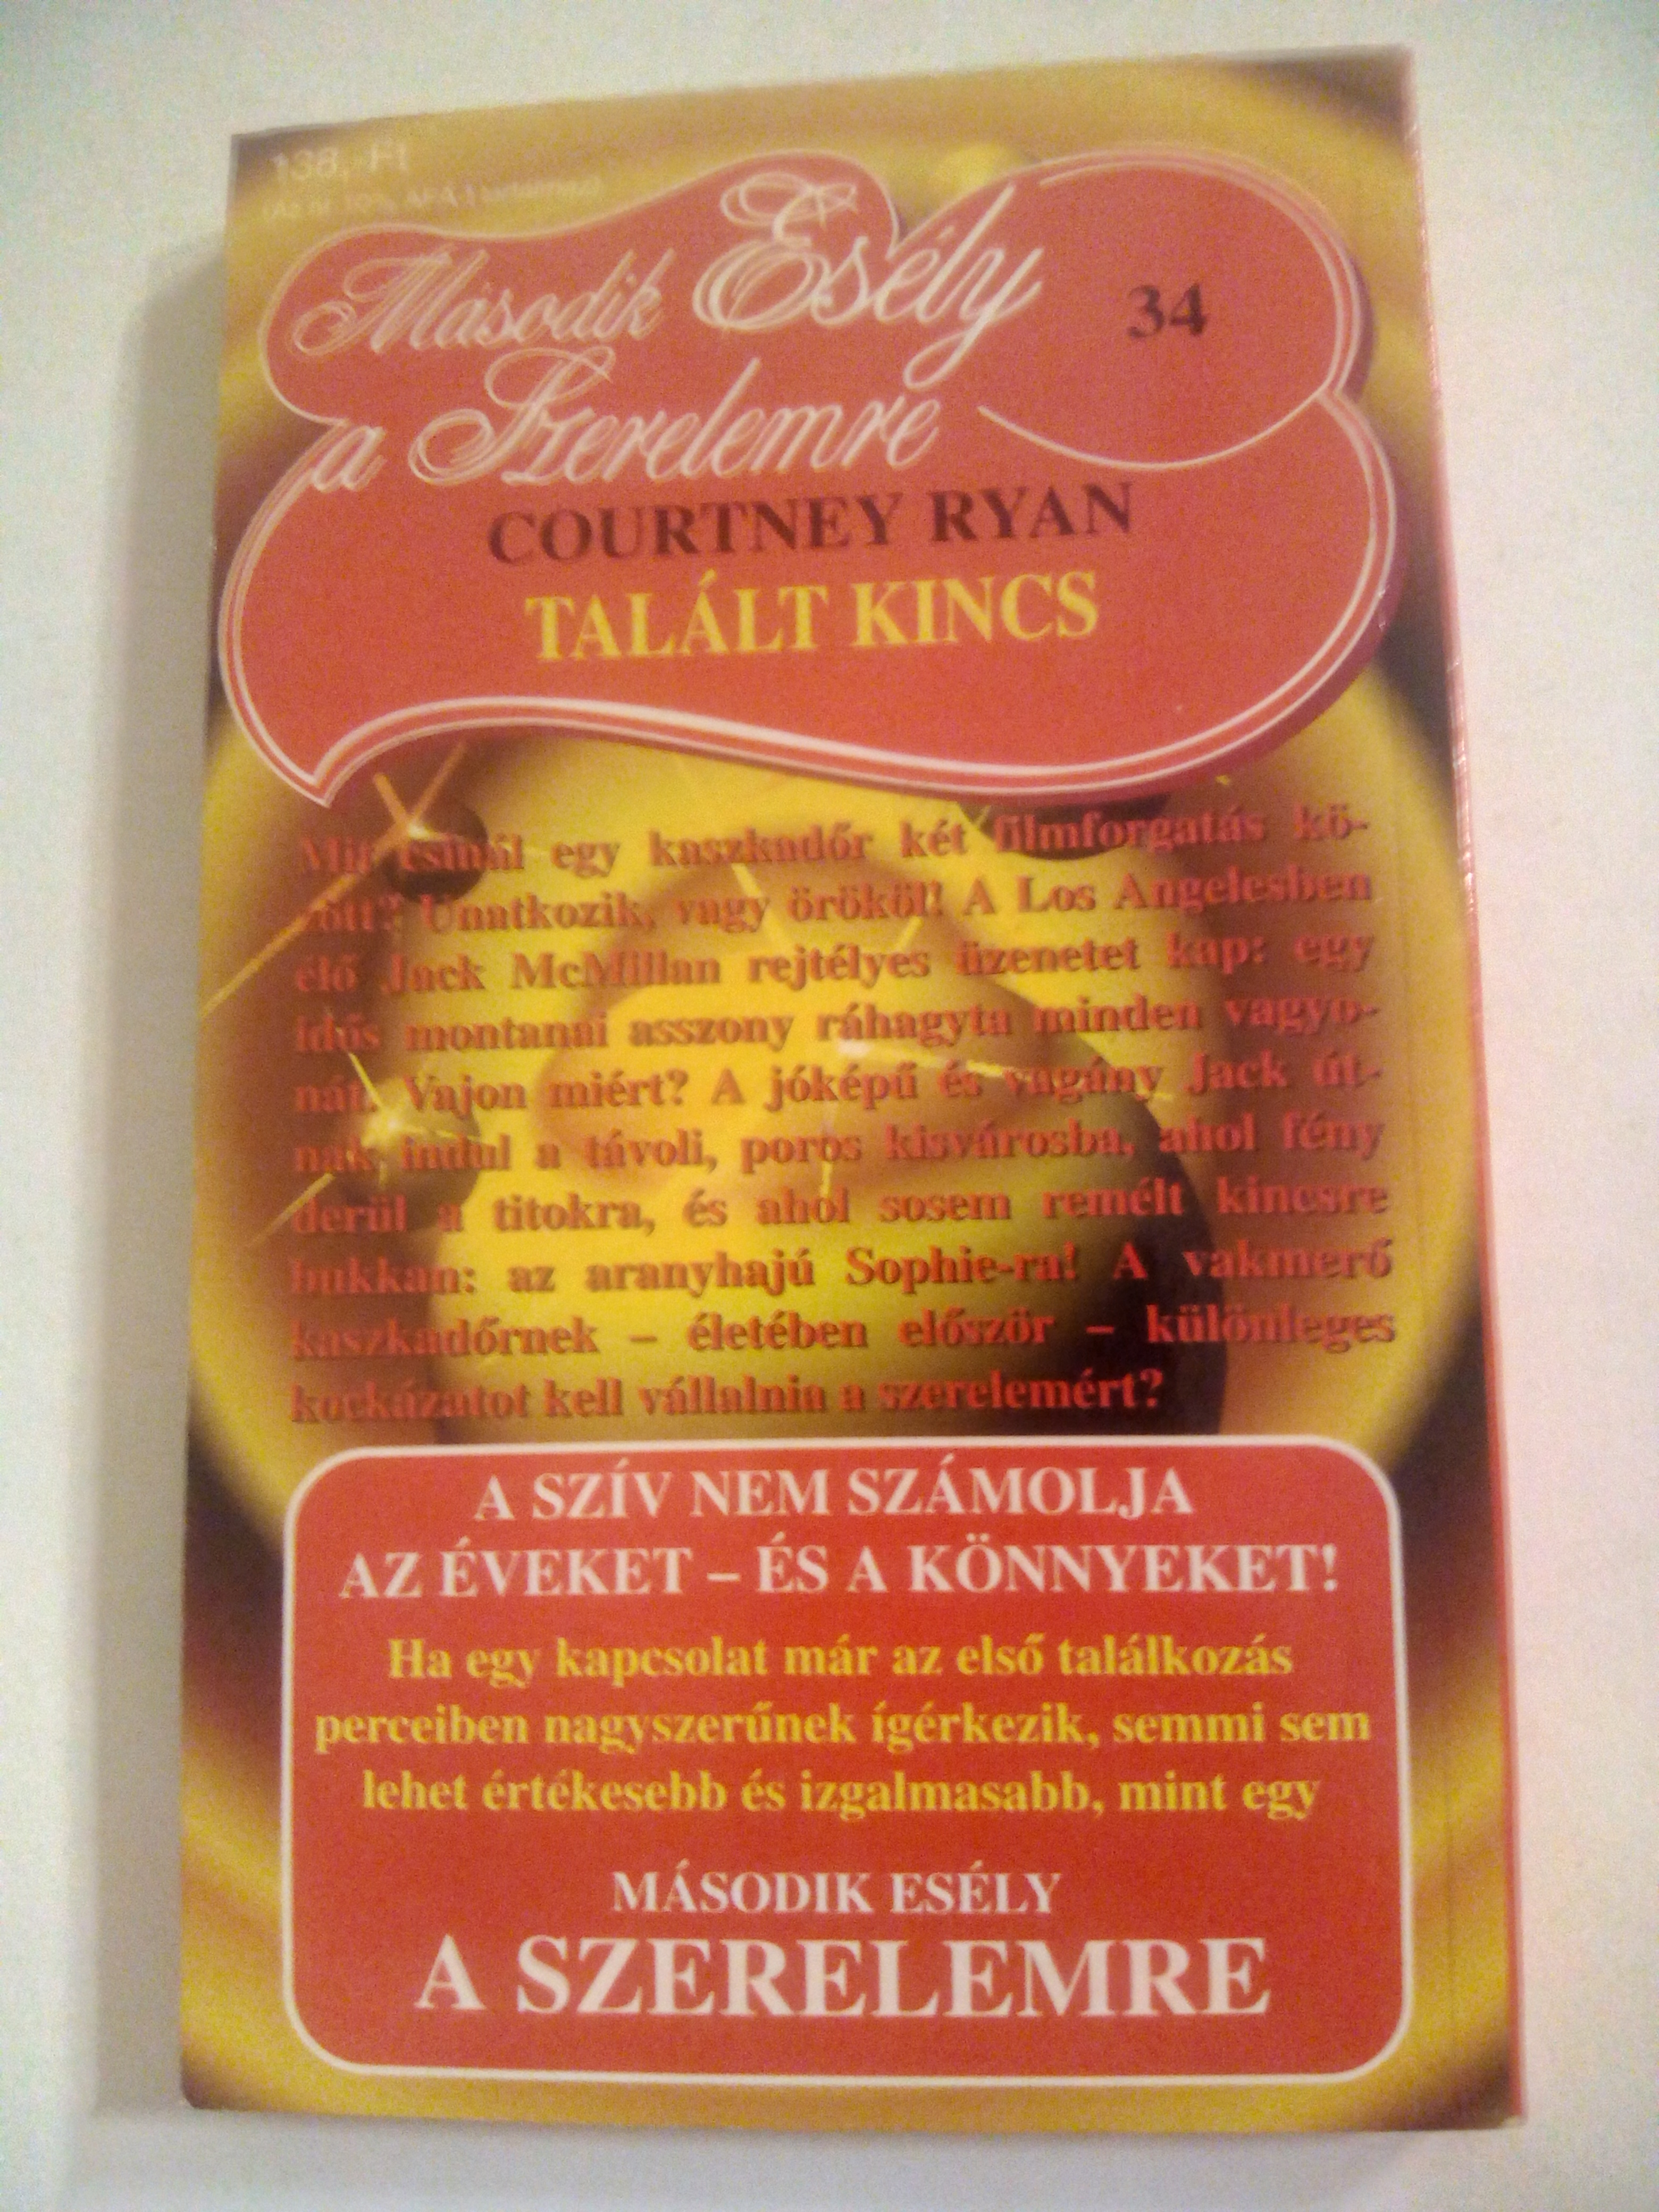 138,-Ft
Második Esély
34
a Szerelemre
COURTNEY RYAN
TALÁLT KINCS
Mit csinál egy kaszkadőr két filmforgatás kö-
zött? Unatkozik, vagy örököl! A Los Angelesben
élő Jack McMillan rejtélyes üzenetet kap: egy
idős montanai asszony ráhagyta minden vagyo-
nát. Vajon miért? A jóképű és vagány Jack út-
nak indul a távoli, poros kisvárosba, ahol fény
derül a titokra, és ahol sosem remélt kincsre
bukkan: az aranyhajú Sophie-ra! A vakmerő
kaszkadőrnek – életében először – különleges
kockázatot kell vállalnia a szerelemért?
A SZÍV NEM SZÁMOLJA
AZ ÉVEKET – ÉS A KÖNNYEKET!
Ha egy kapcsolat már az első találkozás
perceiben nagyszerűnek ígérkezik, semmi sem
lehet értékesebb és izgalmasabb, mint egy
MÁSODIK ESÉLY
A SZERELEMRE